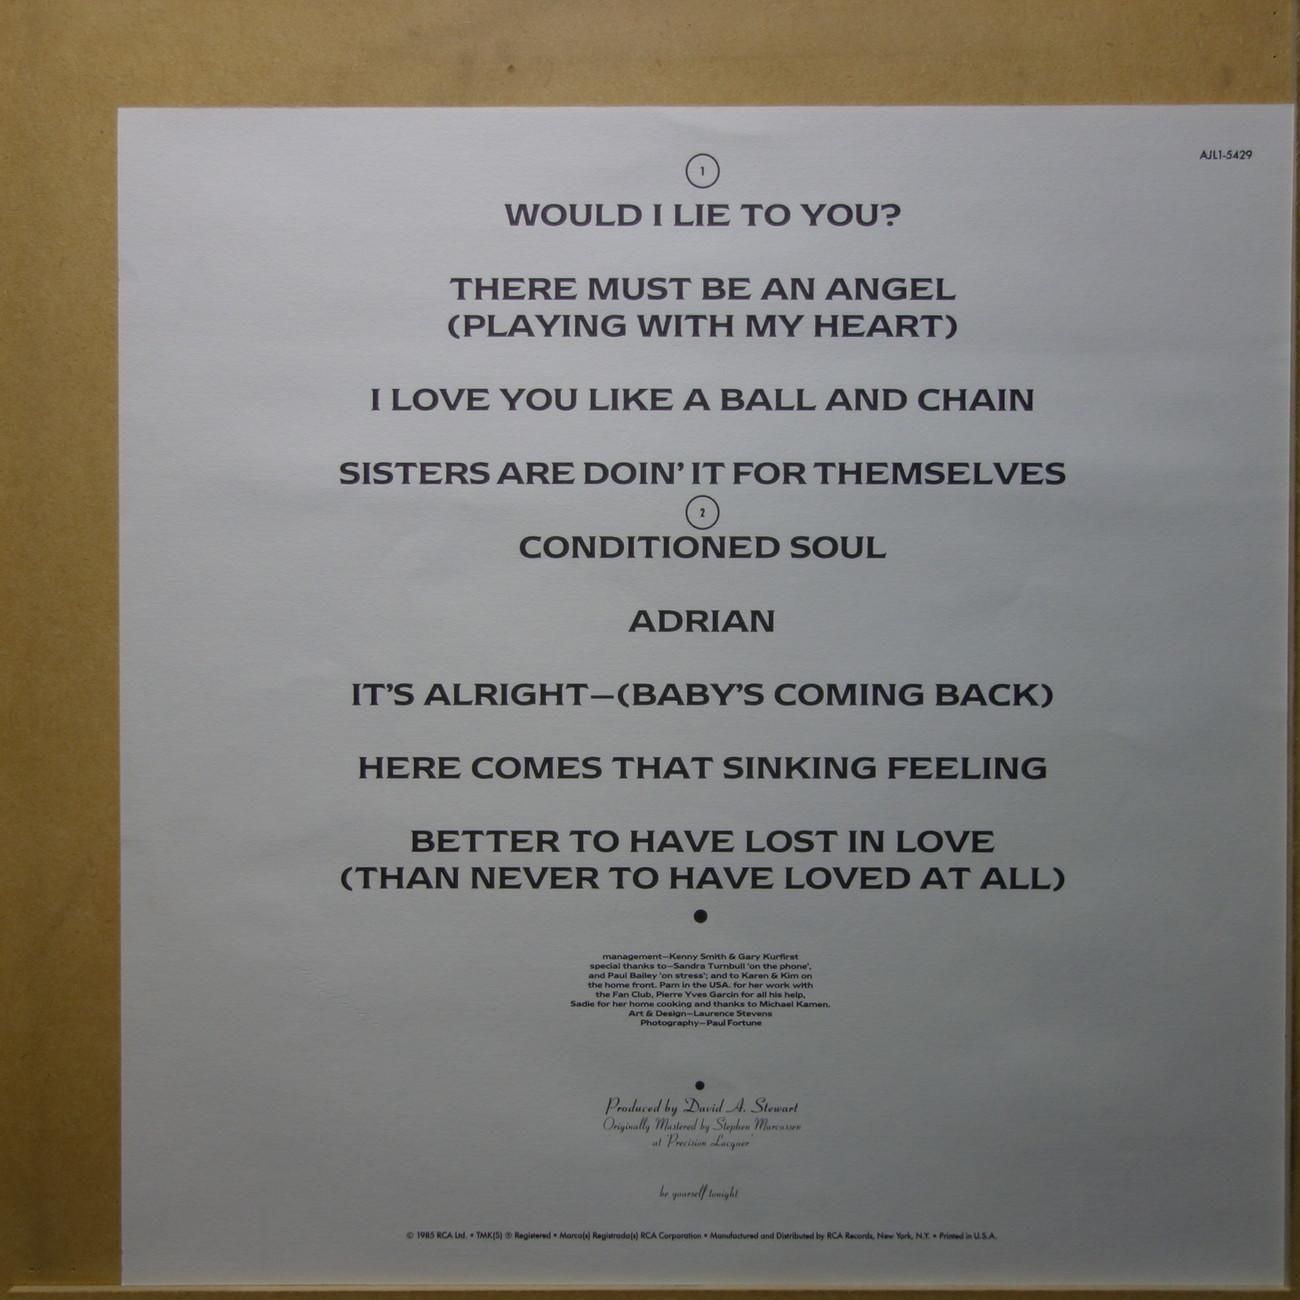 AJL1-5429
1
WOULD I LIE TO YOU?
THERE MUST BE AN ANGEL
(PLAYING WITH MY HEART)
I LOVE YOU LIKE A BALL AND CHAIN
SISTERS ARE DOIN' IT FOR THEMSELVES
2
CONDITIONED SOUL
ADRIAN
IT'S ALRIGHT—(BABY'S COMING BACK)
HERE COMES THAT SINKING FEELING
BETTER TO HAVE LOST IN LOVE
(THAN NEVER TO HAVE LOVED AT ALL)
management—Kenny Smith & Gary Kurfirst
special thanks to—Sandra Turnbull 'on the phone',
and Paul Bailey 'on stress'; and to Karen & Kim on
the home front. Pam in the USA. for her work with
the Fan Club, Pierre Yves Garcin for all his help,
Sadie for her home cooking and thanks to Michael Kamen.
Art & Design—Laurence Stevens
Photography—Paul Fortune
Produced by David A. Stewart
Originally Mastered by Stephen Marcussen
at 'Precision Lacquer'
be yourself tonight
© 1985 RCA Ltd. • TMK(S) ® Registered • Marca(s) Registrada(s) RCA Corporation • Manufactured and Distributed by RCA Records, New York, N.Y. • Printed in U.S.A.